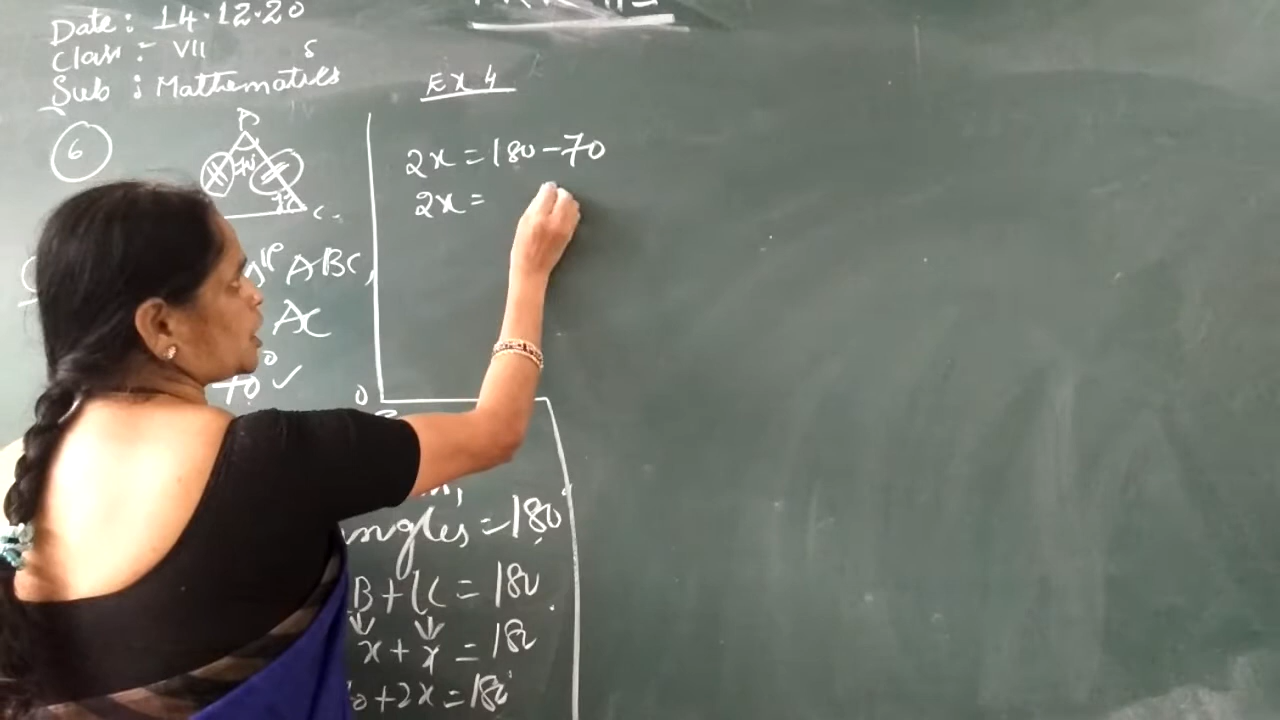 Date: 14.12.20
Class:- VII
Sub: Mathematics
Ex 4
6
C
ABC,
AC
70° ✓
2x = 180-70
2x =
angles = 180°
B + ∠C = 180
x + x = 180
+2x = 180°